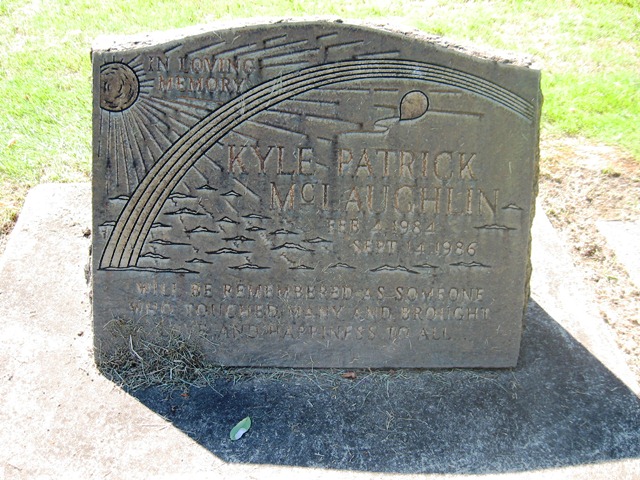 IN LOVING
MEMORY
KYLE PATRICK
McLAUGHLIN
FEB 4 1984
SEPT 14 1986
WILL BE REMEMBERED AS SOMEONE
WHO TOUCHED MANY AND BROUGHT
LOVE AND HAPPINESS TO ALL